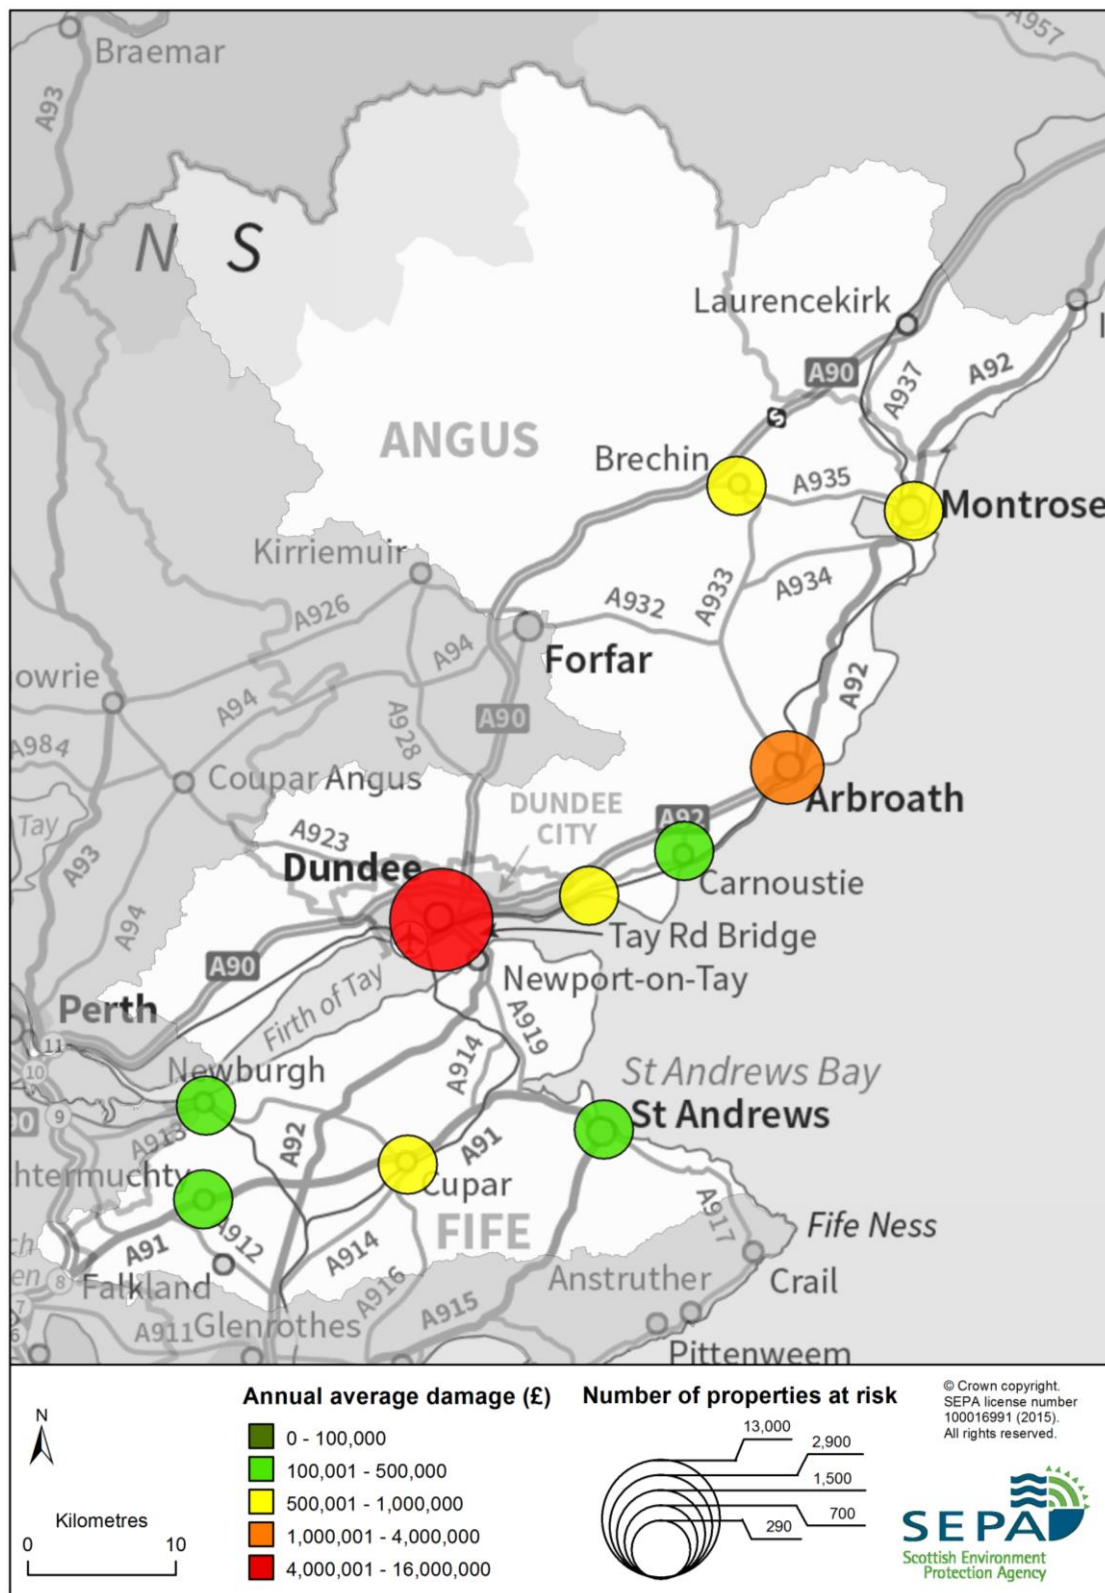 Braemar
A957
A93
I N S
Laurencekirk
A90
A937
A92
ANGUS
Brechin
A935
Montrose
Kirriemuir
A926
A932
A933
A934
A94
Forfar
owrie
A94
A90
A92
A984
A928
Coupar Angus
Tay
A93
DUNDEE
CITY
A92
Arbroath
A923
Dundee
Carnoustie
A94
Tay Rd Bridge
A90
Newport-on-Tay
Perth
Firth of Tay
A919
11
A914
10
Newburgh
St Andrews Bay
9
90
St Andrews
A913
A92
A91
htermuchty
Cupar
A917
A912
FIFE
Fife Ness
ch
A91
A914
en
8
Falkland
A916
Anstruther
Crail
7
A915
6
A911
Glenrothes
Pittenweem
Annual average damage (£)
0 - 100,000
100,001 - 500,000
500,001 - 1,000,000
1,000,001 - 4,000,000
4,000,001 - 16,000,000
Number of properties at risk
13,000
2,900
1,500
700
290
N
Kilometres
0 10
© Crown copyright.
SEPA license number
100016991 (2015).
All rights reserved.
SEPA
Scottish Environment
Protection Agency